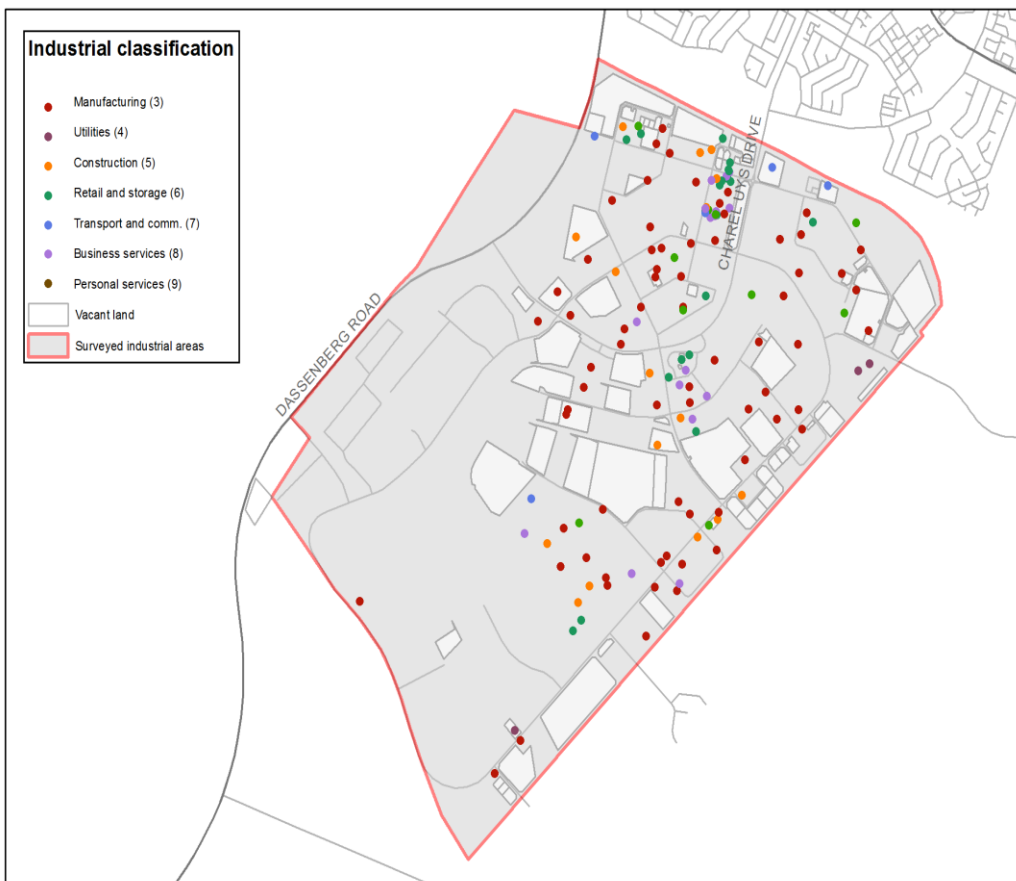 Industrial classification
Manufacturing (3)
Utilities (4)
Construction (5)
Retail and storage (6)
Transport and comm. (7)
Business services (8)
Personal services (9)
Vacant land
Surveyed industrial areas
CHAREL UYS DRIVE
DASSENBERG ROAD